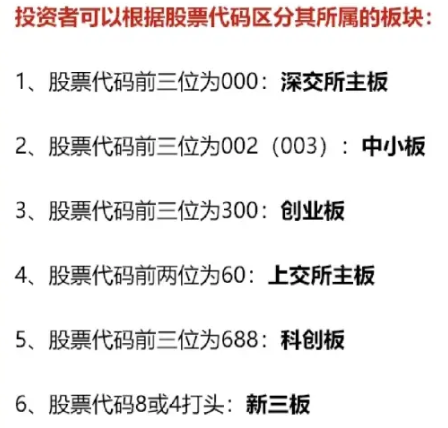 投资者可以根据股票代码区分其所属的板块：
1、股票代码前三位为000：深交所主板
2、股票代码前三位为002（003）：中小板
3、股票代码前三位为300：创业板
4、股票代码前两位为60：上交所主板
5、股票代码前三位为688：科创板
6、股票代码8或4打头：新三板